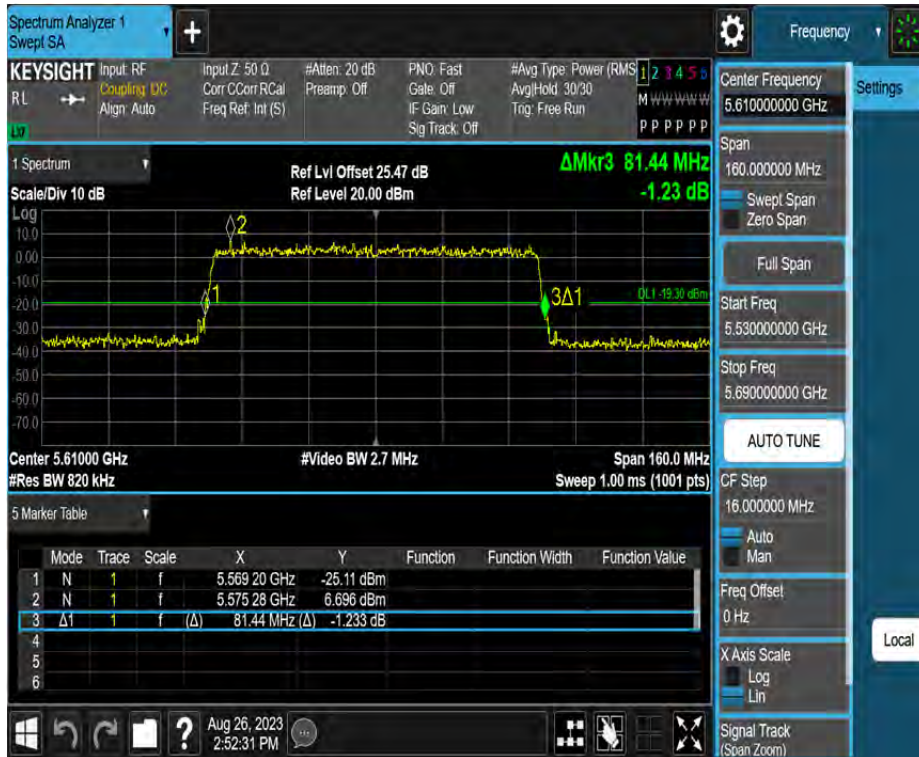 Spectrum Analyzer 1
Swept SA
+
Frequency
KEYSIGHT
R L
LXI
Input: RF
Coupling: DC
Align: Auto
Input Z: 50 Ω
Corr CCorr RCal
Freq Ref: Int (S)
#Atten: 20 dB
Preamp: Off
PNO: Fast
Gate: Off
IF Gain: Low
Sig Track: Off
#Avg Type: Power (RMS
Avg|Hold: 30/30
Trig: Free Run
1 2 3 4 5 6
M W W W W W
P P P P P P
1 Spectrum
Scale/Div 10 dB
Ref Lvl Offset 25.47 dB
Ref Level 20.00 dBm
ΔMkr3 81.44 MHz
-1.23 dB
Log
10.0
0.00
-10.0
-20.0
-30.0
-40.0
-50.0
-60.0
-70.0
2
1
3Δ1
DL1 -19.30 dBm
Center 5.61000 GHz
#Video BW 2.7 MHz
Span 160.0 MHz
#Res BW 820 kHz
Sweep 1.00 ms (1001 pts)
5 Marker Table
Mode Trace Scale X Y Function Function Width Function Value
1 N 1 f 5.569 20 GHz -25.11 dBm
2 N 1 f 5.575 28 GHz 6.696 dBm
3 Δ1 1 f (Δ) 81.44 MHz (Δ) -1.233 dB
4
5
6
?
Aug 26, 2023
2:52:31 PM
Center Frequency
5.610000000 GHz
Span
160.000000 MHz
Swept Span
Zero Span
Full Span
Start Freq
5.530000000 GHz
Stop Freq
5.690000000 GHz
AUTO TUNE
CF Step
16.000000 MHz
Auto
Man
Freq Offset
0 Hz
X Axis Scale
Log
Lin
Signal Track
(Span Zoom)
Settings
Local